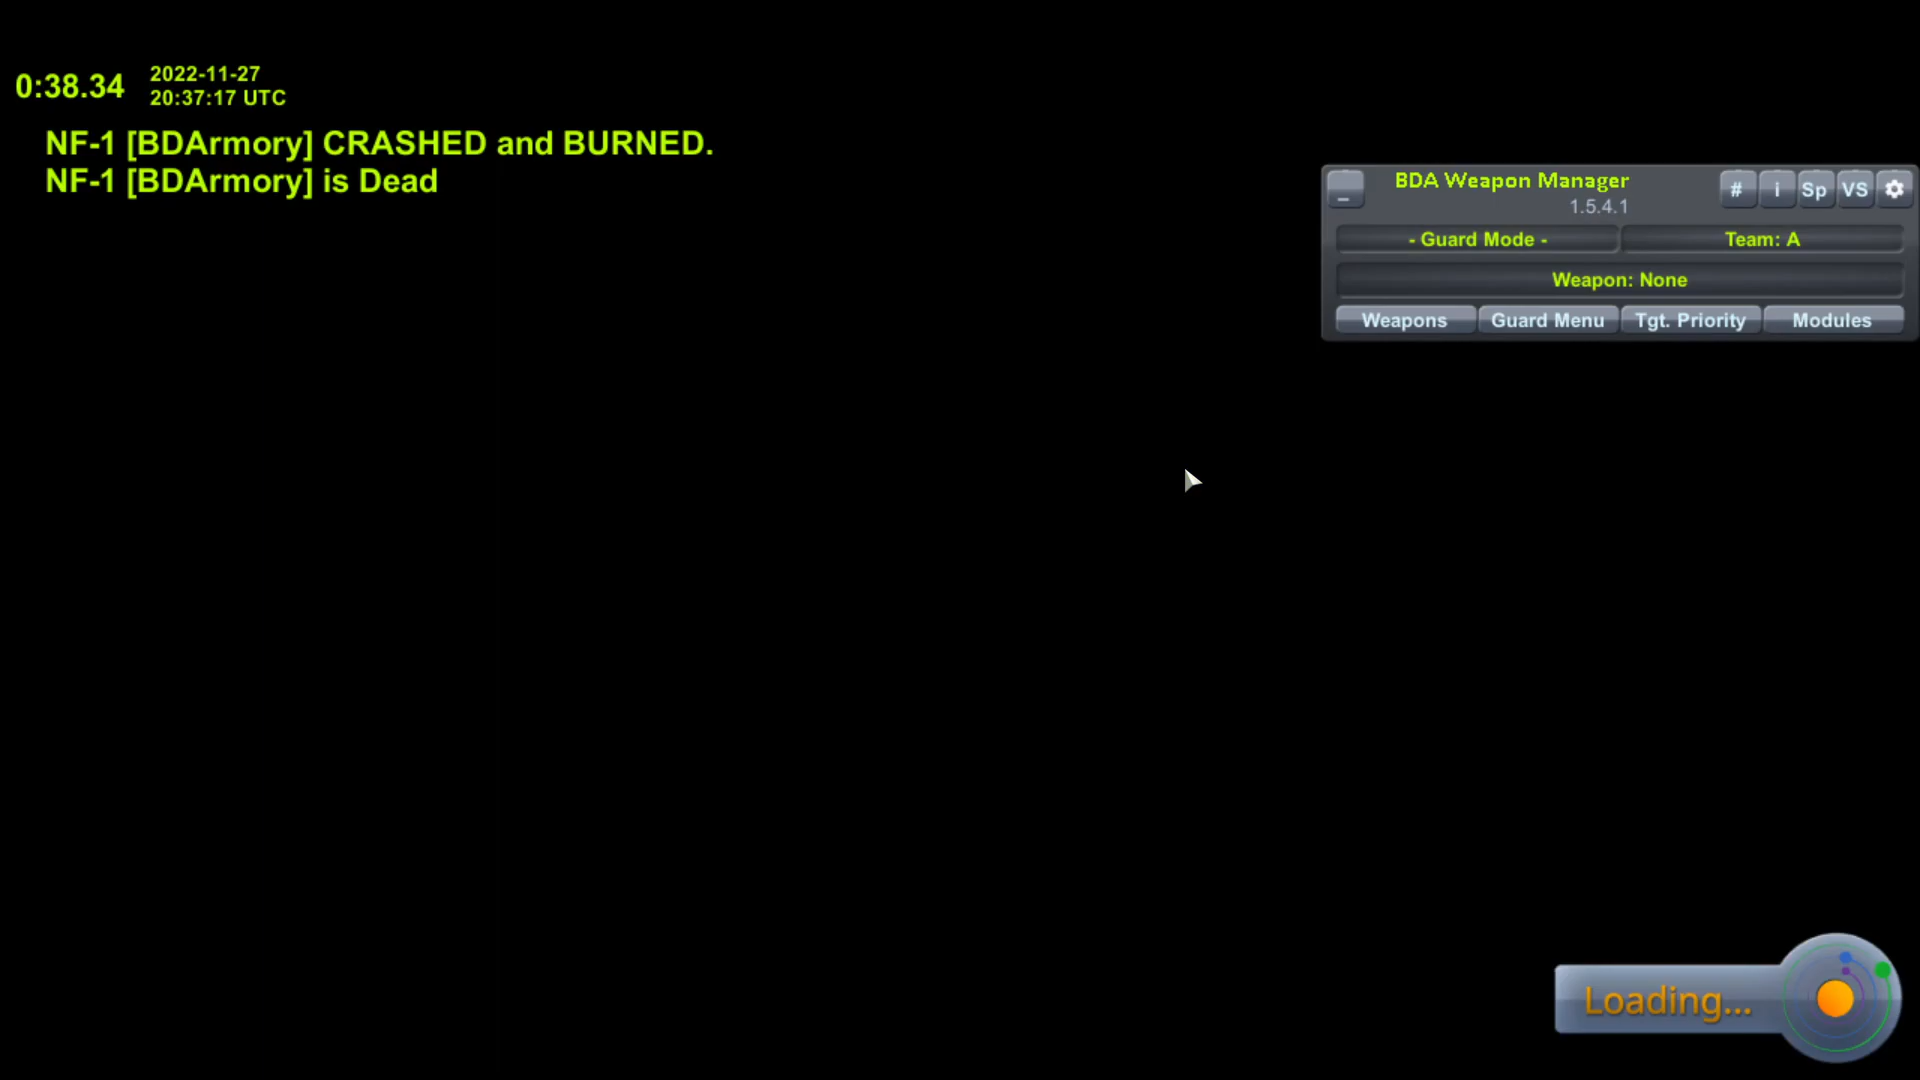 0:38.34
2022-11-27
20:37:17 UTC
NF-1 [BDArmory] CRASHED and BURNED.
NF-1 [BDArmory] is Dead
_
BDA Weapon Manager
1.5.4.1
# i Sp VS
- Guard Mode - Team: A
Weapon: None
Weapons Guard Menu Tgt. Priority Modules
Loading...